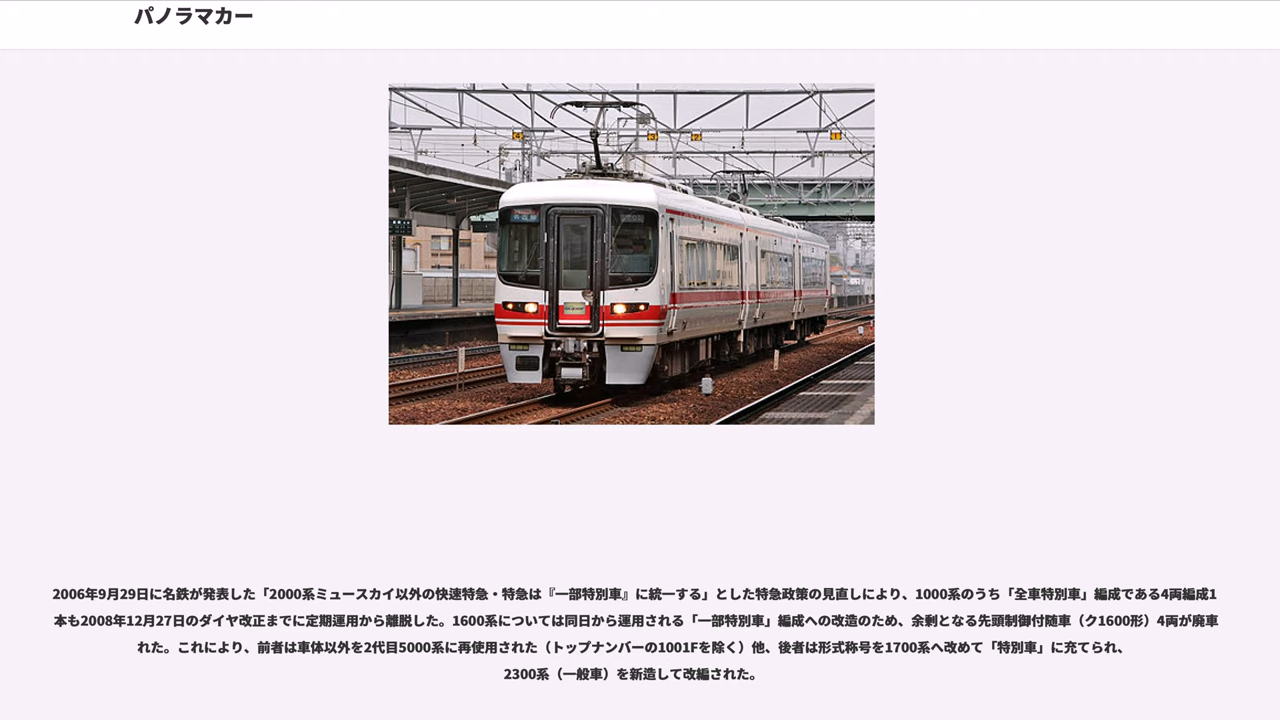 パノラマカー
2006年9月29日に名鉄が発表した「2000系ミュースカイ以外の快速特急・特急は『一部特別車』に統一する」とした特急政策の見直しにより、1000系のうち「全車特別車」編成である4両編成1
本も2008年12月27日のダイヤ改正までに定期運用から離脱した。1600系については同日から運用される「一部特別車」編成への改造のため、余剰となる先頭制御付随車（ク1600形）4両が廃車
れた。これにより、前者は車体以外を2代目5000系に再使用された（トップナンバーの1001Fを除く）他、後者は形式称号を1700系へ改めて「特別車」に充てられ、
2300系（一般車）を新造して改編された。